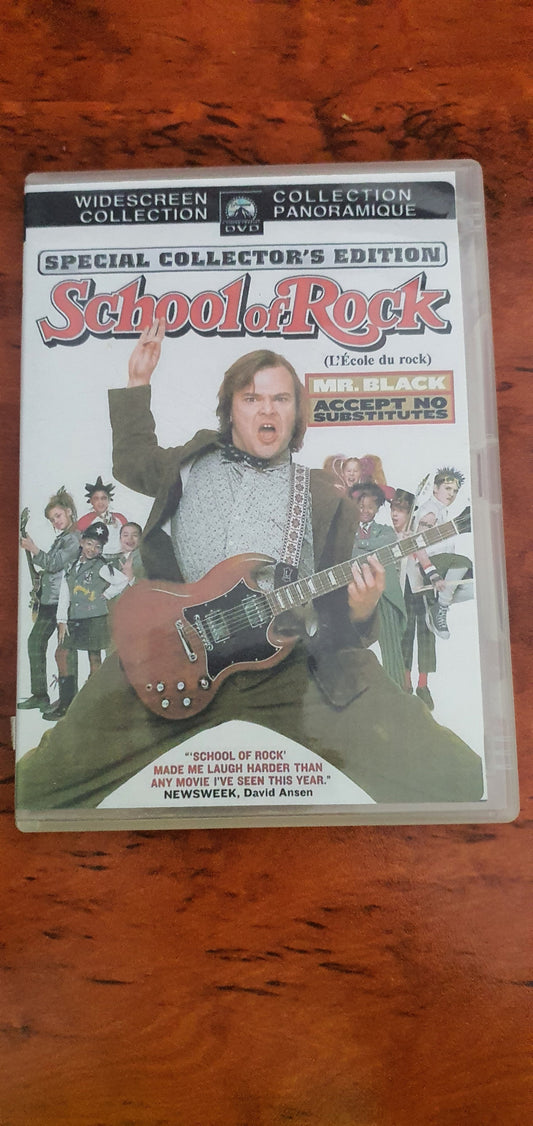 WIDESCREEN
COLLECTION
DVD
COLLECTION
PANORAMIQUE
SPECIAL COLLECTOR'S EDITION
School of Rock
(L'École du rock)
MR. BLACK
ACCEPT NO
SUBSTITUTES
"'SCHOOL OF ROCK'
MADE ME LAUGH HARDER THAN
ANY MOVIE I'VE SEEN THIS YEAR."
NEWSWEEK, David Ansen